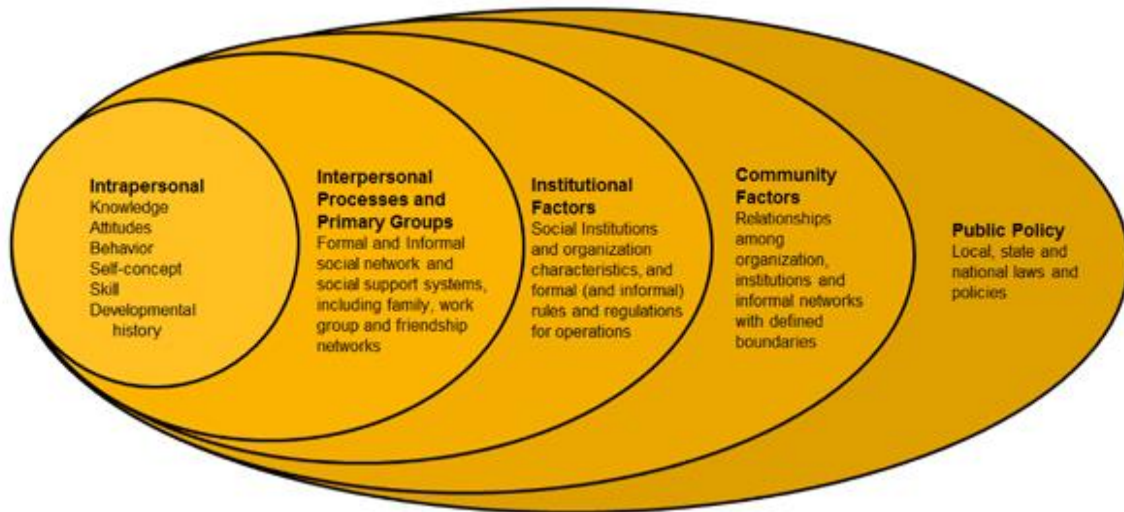 Intrapersonal
Knowledge
Attitudes
Behavior
Self-concept
Skill
Developmental
history
Interpersonal
Processes and
Primary Groups
Formal and Informal
social network and
social support systems,
including family, work
group and friendship
networks
Institutional
Factors
Social Institutions
and organization
characteristics, and
formal (and informal)
rules and regulations
for operations
Community
Factors
Relationships
among
organization,
institutions and
informal networks
with defined
boundaries
Public Policy
Local, state and
national laws and
policies